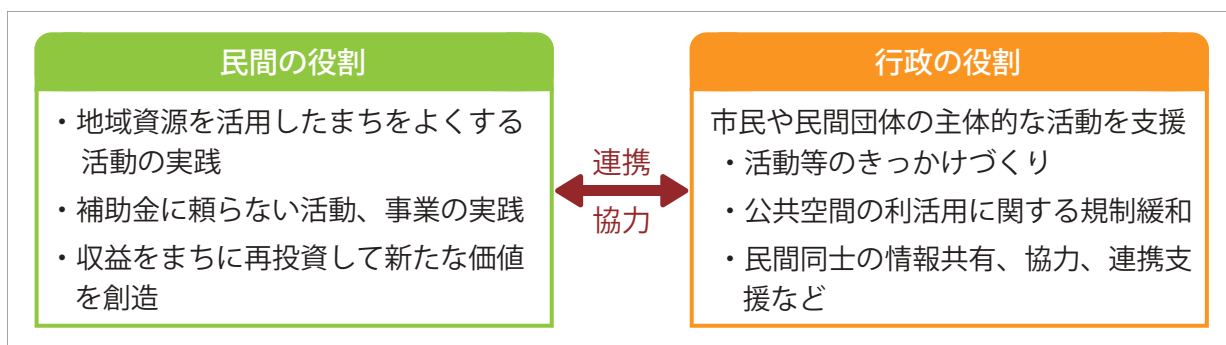 民間の役割
・地域資源を活用したまちをよくする
活動の実践
・補助金に頼らない活動、事業の実践
・収益をまちに再投資して新たな価値
を創造
連携
協力
行政の役割
市民や民間団体の主体的な活動を支援
・活動等のきっかけづくり
・公共空間の利活用に関する規制緩和
・民間同士の情報共有、協力、連携支
援など